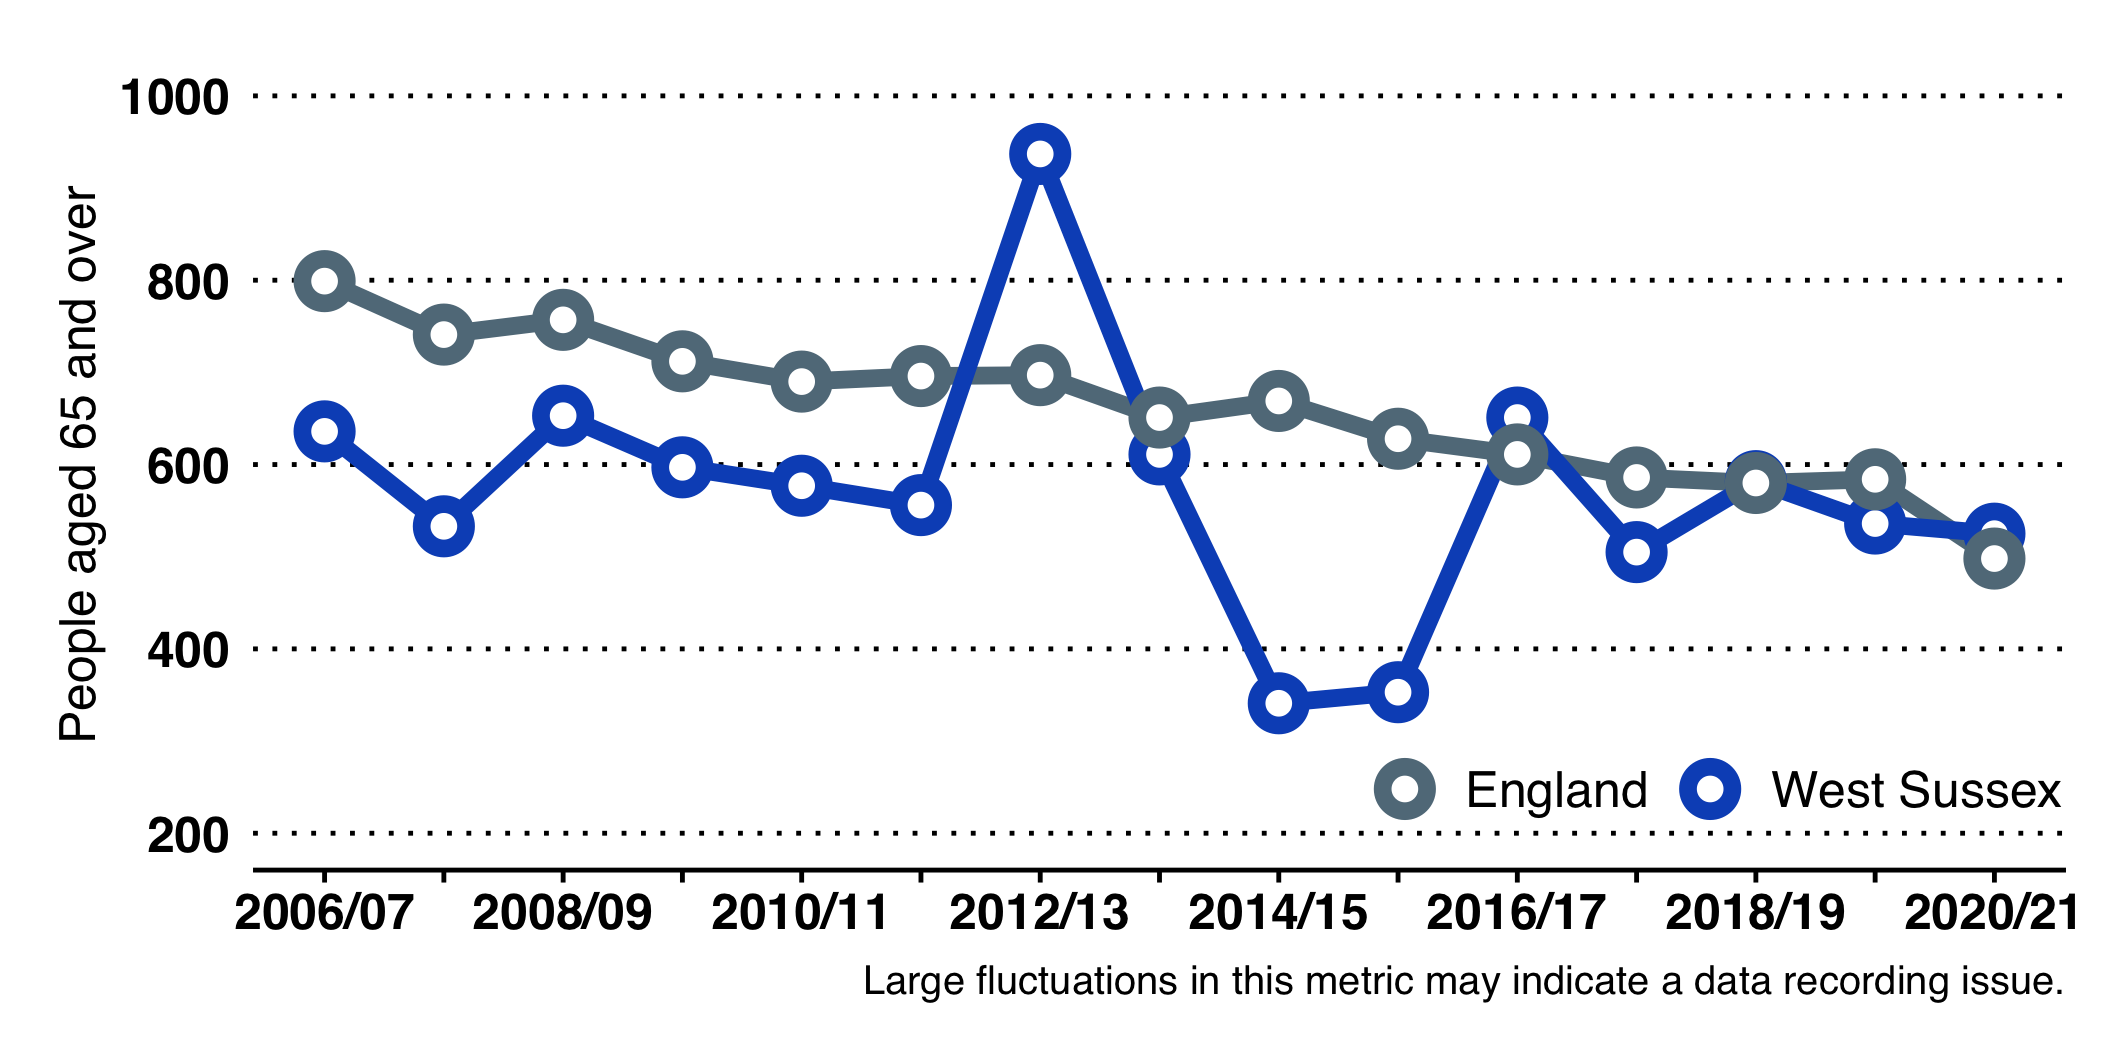 1000
800
600
400
200
People aged 65 and over
England
West Sussex
2006/07 2008/09 2010/11 2012/13 2014/15 2016/17 2018/19 2020/21
Large fluctuations in this metric may indicate a data recording issue.